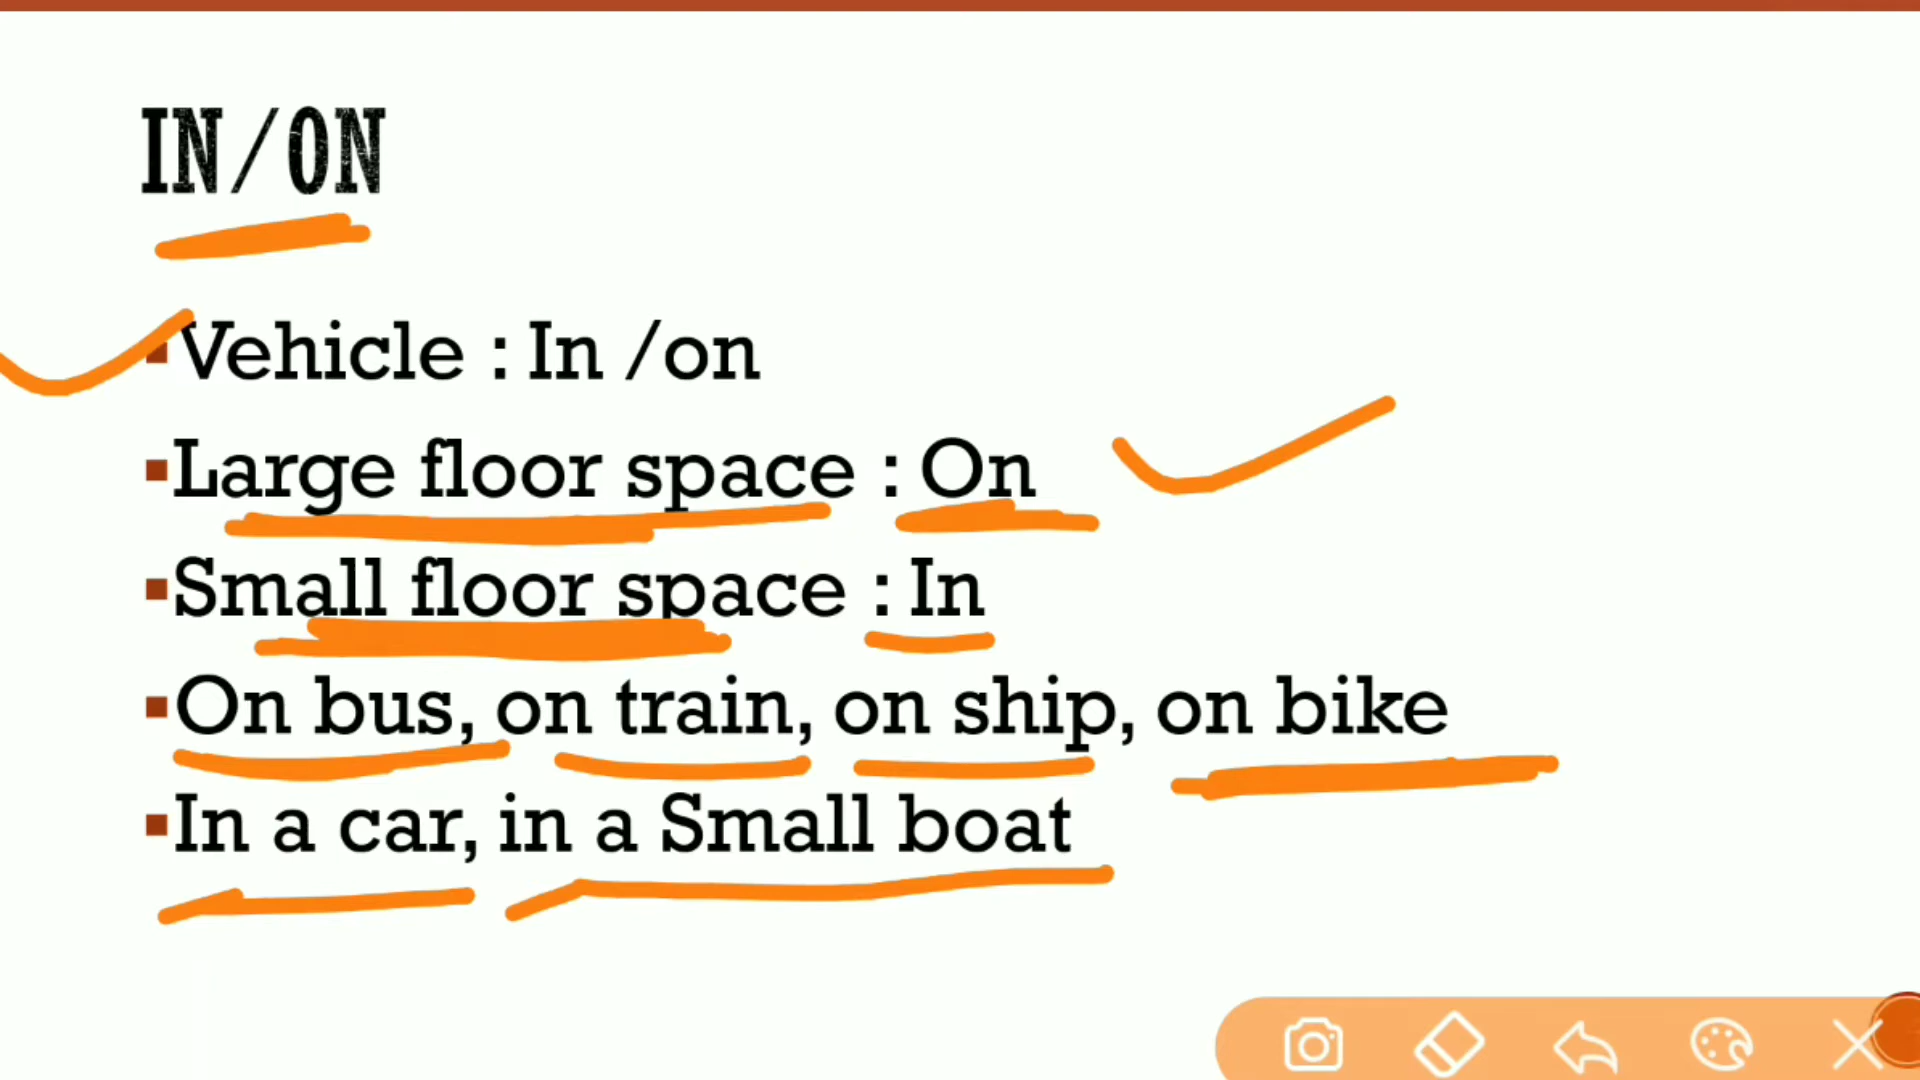 IN/ON
Vehicle : In /on
Large floor space : On
Small floor space : In
On bus, on train, on ship, on bike
In a car, in a Small boat